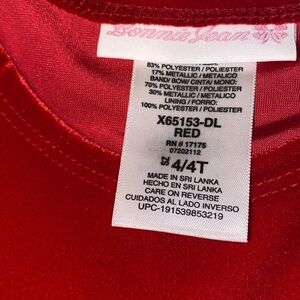 Bonnie Jean
83% POLYESTER / POLIESTER
17% METALLIC / METALICO
BAND/ BOW/ CINTA/ MONO:
70% POLYESTER / POLIESTER
30% METALLIC / METALICO
LINING / FORRO:
100% POLYESTER / POLIESTER
X65153-DL
RED
RN # 17175
07202112
SZ 4/4T
MADE IN SRI LANKA
HECHO EN SRI LANKA
CARE ON REVERSE
CUIDADOS AL LADO INVERSO
UPC-191539853219